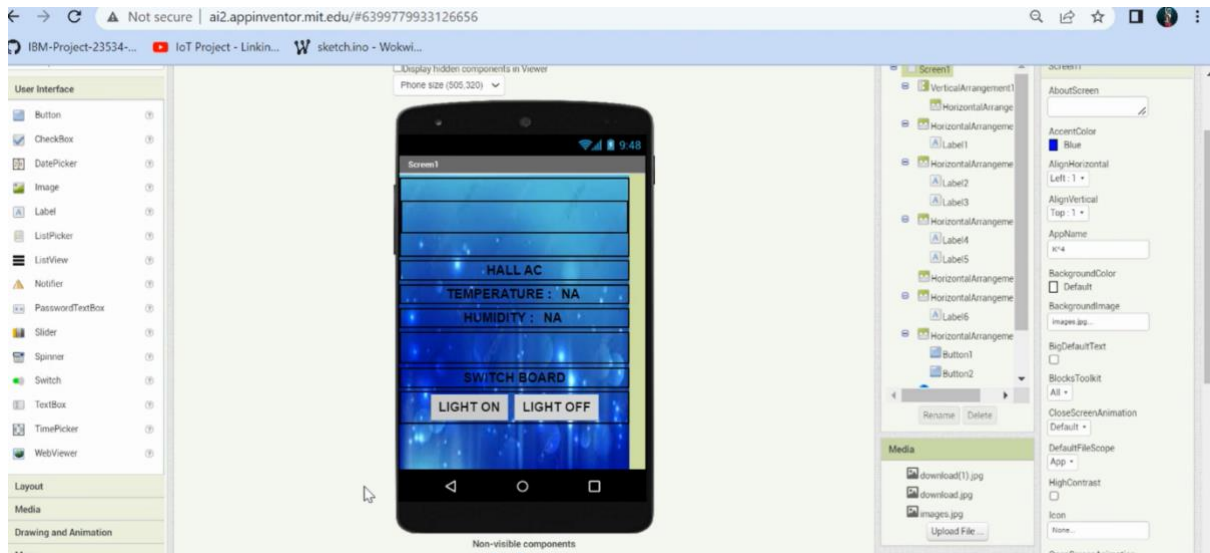 Not secure | ai2.appinventor.mit.edu/#6399779933126656
IBM-Project-23534-... IoT Project - Linkin... sketch.ino - Wokwi...
User Interface
Button
CheckBox
DatePicker
Image
Label
ListPicker
ListView
Notifier
PasswordTextBox
Slider
Spinner
Switch
TextBox
TimePicker
WebViewer
Layout
Media
Drawing and Animation
Display hidden components in Viewer
Phone size (505,320)
9:48
Screen1
HALL AC
TEMPERATURE : NA
HUMIDITY : NA
SWITCH BOARD
LIGHT ON LIGHT OFF
Non-visible components
Screen1
VerticalArrangement1
HorizontalArrange
HorizontalArrangeme
Label1
HorizontalArrangeme
Label2
Label3
HorizontalArrangeme
Label4
Label5
HorizontalArrangeme
HorizontalArrangeme
Label6
HorizontalArrangeme
Button1
Button2
Rename Delete
Media
download(1).jpg
download.jpg
images.jpg
Upload File ...
Screen1
AboutScreen
AccentColor
Blue
AlignHorizontal
Left : 1
AlignVertical
Top : 1
AppName
K^4
BackgroundColor
Default
BackgroundImage
images.jpg...
BigDefaultText
BlocksToolkit
All
CloseScreenAnimation
Default
DefaultFileScope
App
HighContrast
Icon
None...